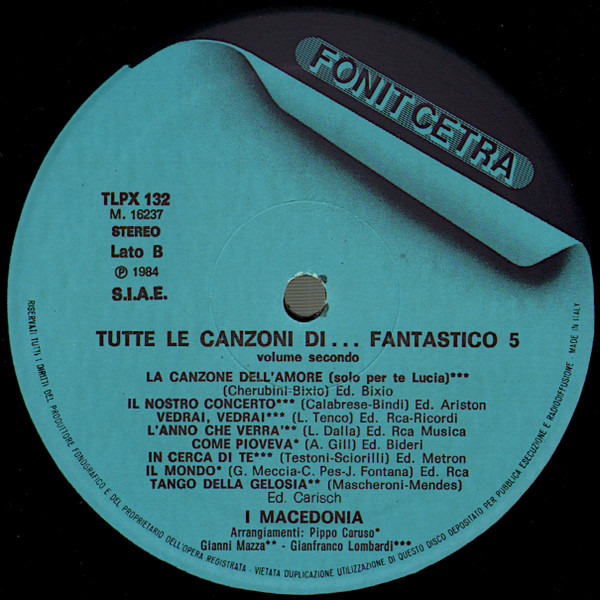 FONIT CETRA
TLPX 132
M. 16237
STEREO
Lato B
Ⓟ 1984
S.I.A.E.
TUTTE LE CANZONI DI... FANTASTICO 5
volume secondo
LA CANZONE DELL'AMORE (solo per te Lucia)***
(Cherubini-Bixio) Ed. Bixio
IL NOSTRO CONCERTO*** (Calabrese-Bindi) Ed. Ariston
VEDRAI, VEDRAI*** (L. Tenco) Ed. Rca-Ricordi
L'ANNO CHE VERRA'** (L. Dalla) Ed. Rca Musica
COME PIOVEVA* (A. Gill) Ed. Bideri
IN CERCA DI TE*** (Testoni-Sciorilli) Ed. Metron
IL MONDO* (G. Meccia-C. Pes-J. Fontana) Ed. Rca
TANGO DELLA GELOSIA** (Mascheroni-Mendes)
Ed. Carisch
I MACEDONIA
Arrangiamenti: Pippo Caruso*
Gianni Mazza** - Gianfranco Lombardi***
RISERVATI TUTTI I DIRITTI DEL PRODUTTORE FONOGRAFICO E DEL PROPRIETARIO DELL'OPERA REGISTRATA - VIETATA DUPLICAZIONE UTILIZZAZIONE DI QUESTO DISCO DEPOSITATO PER PUBBLICA ESECUZIONE E RADIODIFFUSIONE. MADE IN ITALY